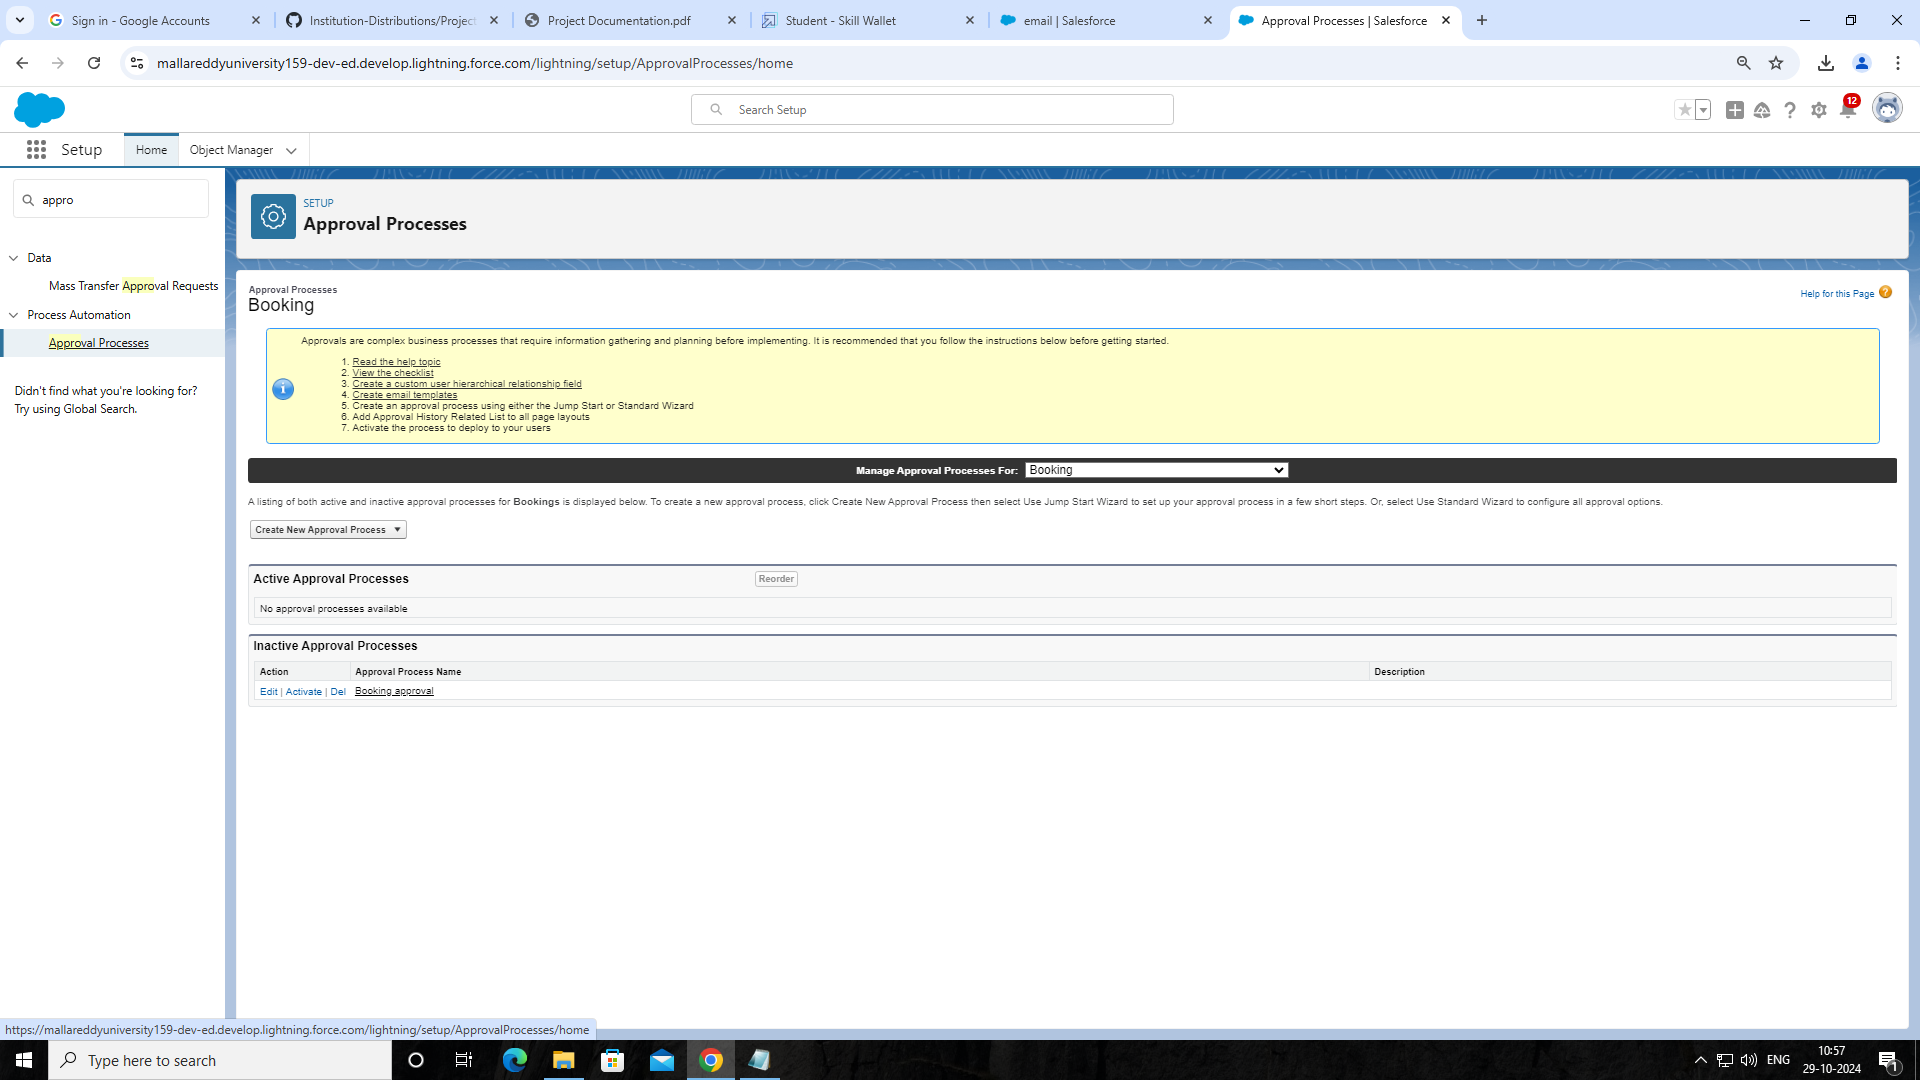 Sign in - Google Accounts
Institution-Distributions/Project
Project Documentation.pdf
Student - Skill Wallet
email | Salesforce
Approval Processes | Salesforce
mallareddyuniversity159-dev-ed.develop.lightning.force.com/lightning/setup/ApprovalProcesses/home
Search Setup
12
Setup
Home
Object Manager
appro
Data
Mass Transfer Approval Requests
Process Automation
Approval Processes
Didn't find what you're looking for?
Try using Global Search.
SETUP
Approval Processes
Approval Processes
Booking
Help for this Page
Approvals are complex business processes that require information gathering and planning before implementing. It is recommended that you follow the instructions below before getting started.
1. Read the help topic
2. View the checklist
3. Create a custom user hierarchical relationship field
4. Create email templates
5. Create an approval process using either the Jump Start or Standard Wizard
6. Add Approval History Related List to all page layouts
7. Activate the process to deploy to your users
Manage Approval Processes For: Booking
A listing of both active and inactive approval processes for Bookings is displayed below. To create a new approval process, click Create New Approval Process then select Use Jump Start Wizard to set up your approval process in a few short steps. Or, select Use Standard Wizard to configure all approval options.
Create New Approval Process
Active Approval Processes
Reorder
No approval processes available
Inactive Approval Processes
Action Approval Process Name Description
Edit | Activate | Del Booking approval
https://mallareddyuniversity159-dev-ed.develop.lightning.force.com/lightning/setup/ApprovalProcesses/home
Type here to search
ENG
10:57
29-10-2024
1